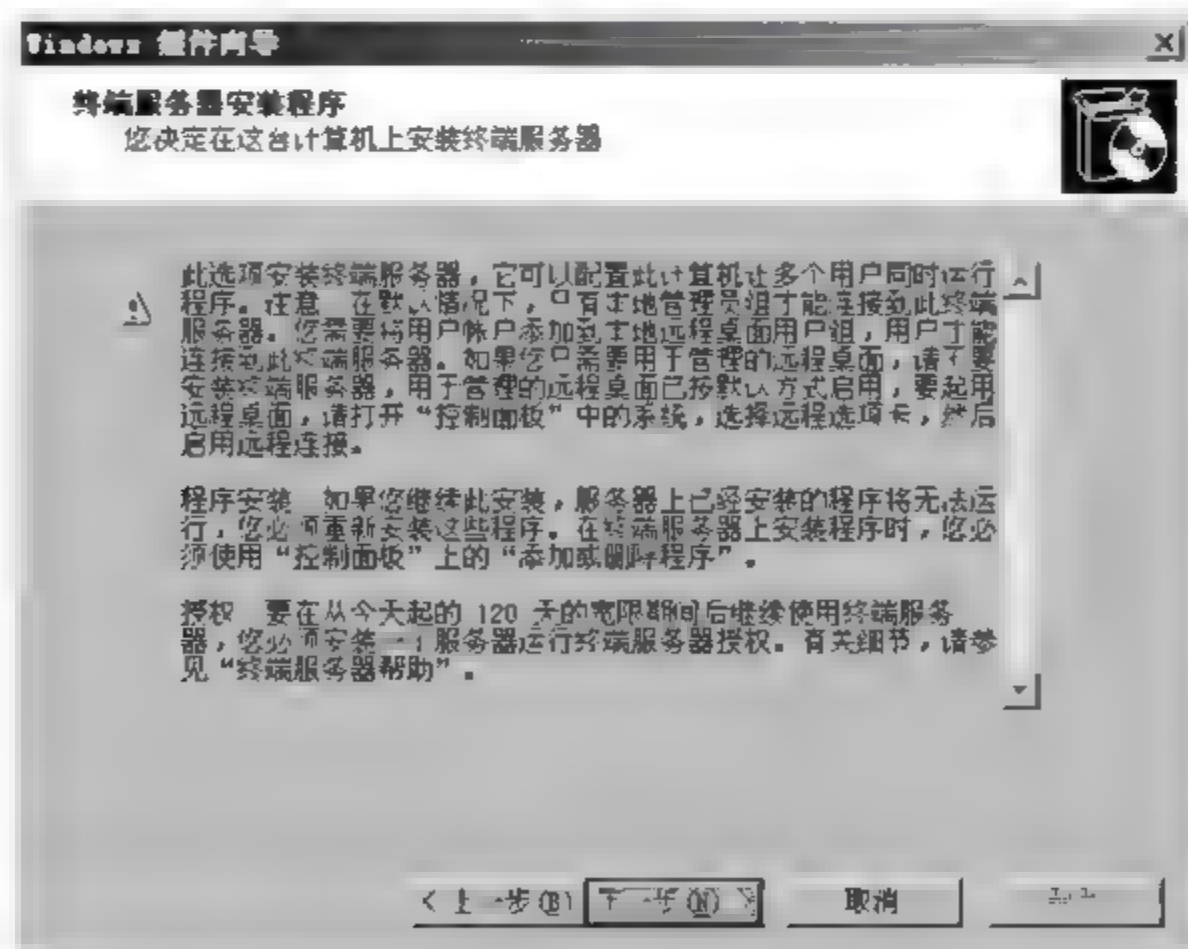 Windows 组件向导
终端服务器安装程序
您决定在这台计算机上安装终端服务器
此选项安装终端服务器，它可以配置此计算机让多个用户同时运行
程序。注意 在默认情况下，只有本地管理员组才能连接到此终端
服务器。您需要将用户帐户添加到本地远程桌面用户组，用户才能
连接到此终端服务器。如果您只需要用于管理的远程桌面，请不要
安装终端服务器，用于管理的远程桌面已按默认方式启用，要起用
远程桌面，请打开“控制面板”中的系统，选择远程选项卡，然后
启用远程连接。
程序安装 如果您继续此安装，服务器上已经安装的程序将无法运
行，您必须重新安装这些程序。在终端服务器上安装程序时，您必
须使用“控制面板”上的“添加或删除程序”。
授权 要在从今天起的 120 天的宽限期间后继续使用终端服务
器，您必须安装一个服务器运行终端服务器授权。有关细节，请参
见“终端服务器帮助”。
< 上一步(B) 下一步(N) > 取消